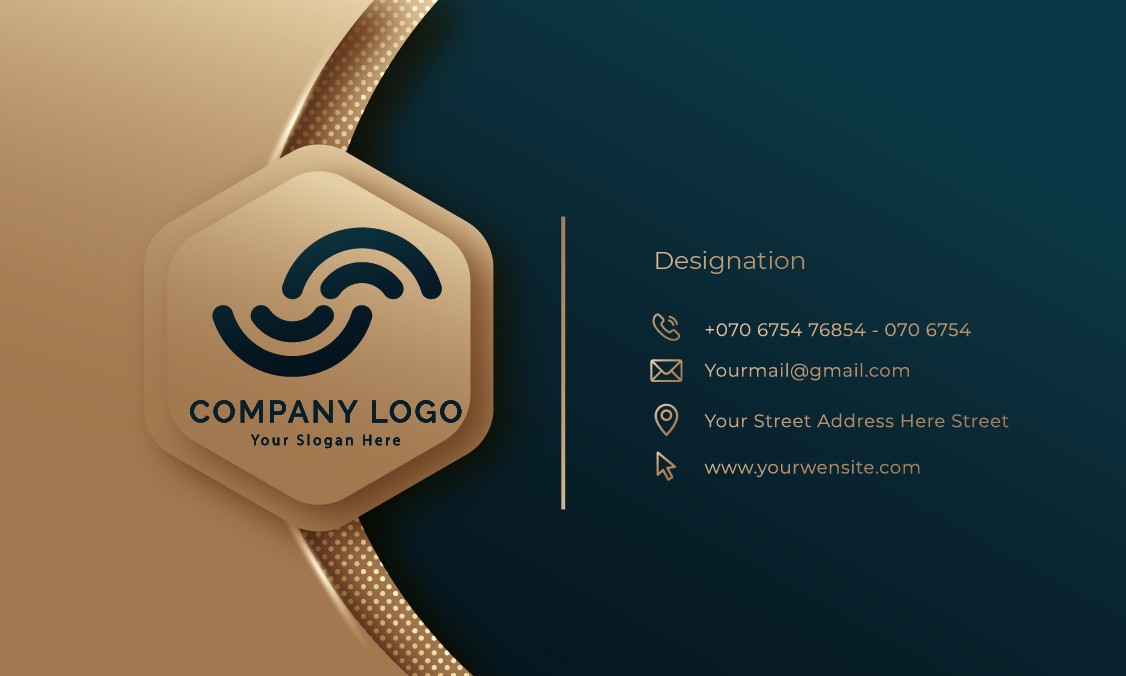 COMPANY LOGO
Your Slogan Here
Designation
+070 6754 76854 - 070 6754
Yourmail@gmail.com
Your Street Address Here Street
www.yourwensite.com